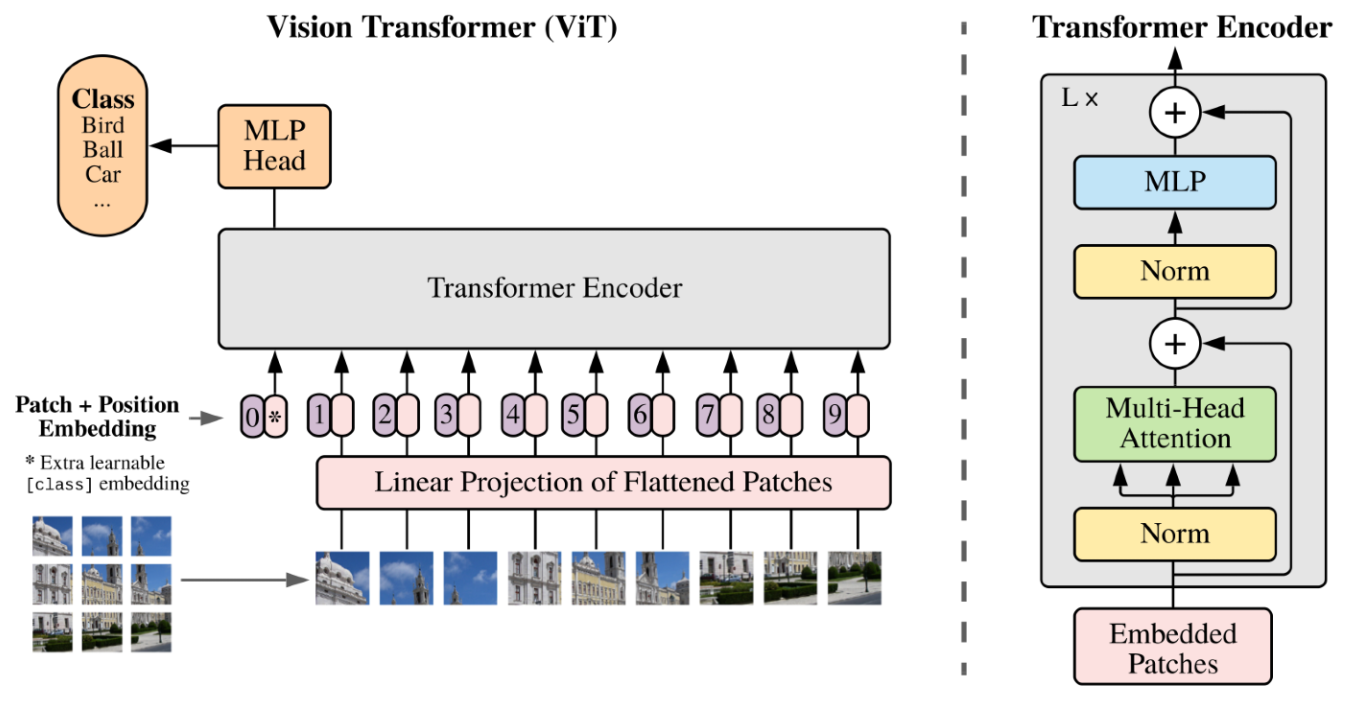 Vision Transformer (ViT)
Class
Bird
Ball
Car
...
MLP
Head
Transformer Encoder
Patch + Position
Embedding
0 * 1 2 3 4 5 6 7 8 9
* Extra learnable
[class] embedding
Linear Projection of Flattened Patches
Transformer Encoder
L ×
+
MLP
Norm
+
Multi-Head
Attention
Norm
Embedded
Patches